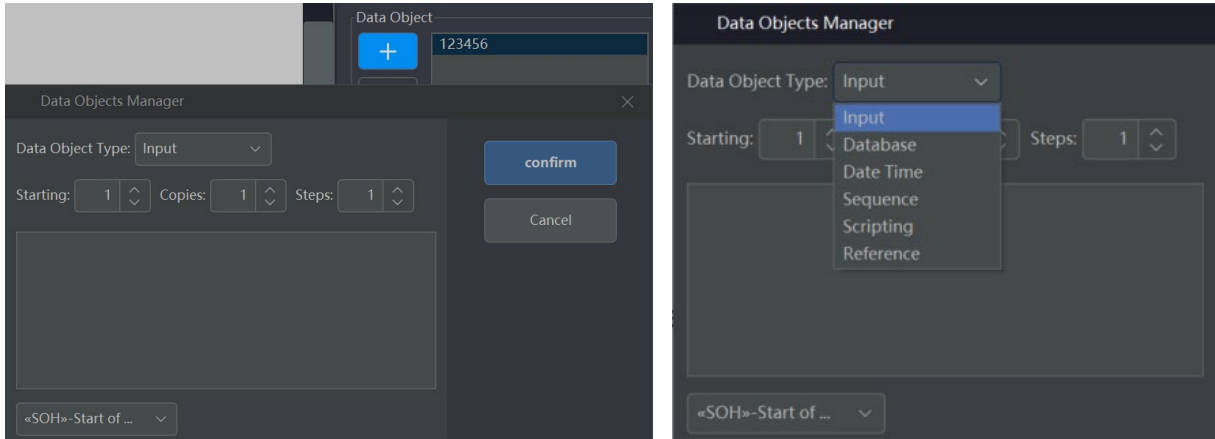 Data Object
+
123456
Data Objects Manager
Data Object Type: Input
Starting: 1 Copies: 1 Steps: 1
confirm
Cancel
«SOH»-Start of ...
Data Objects Manager
Data Object Type: Input
Input
Database
Date Time
Sequence
Scripting
Reference
Starting: 1 Steps: 1
«SOH»-Start of ...